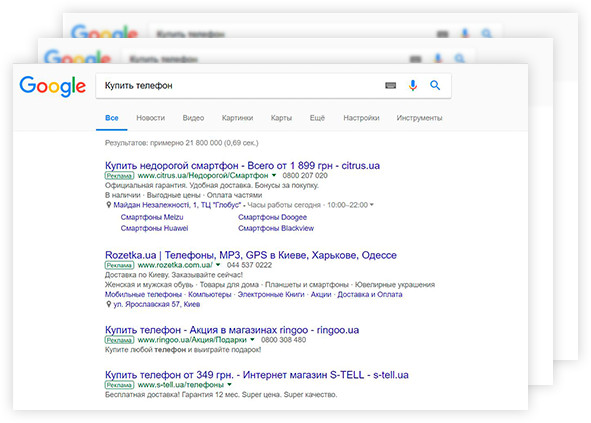 Купить телефон
Купить телефон
Google Купить телефон
Все Новости Видео Картинки Карты Ещё Настройки Инструменты
Результатов: примерно 21 800 000 (0,69 сек.)
Купить недорогой смартфон - Всего от 1 899 грн - citrus.ua
Реклама www.citrus.ua/Недорогой/Смартфон 0800 207 020
Официальная гарантия. Удобная доставка. Бонусы за покупку.
В наличии · Выгодные цены · Оплата частями
Майдан Незалежності, 1, ТЦ "Глобус" - Часы работы сегодня · 10:00–22:00
Смартфоны Meizu Смартфоны Doogee
Смартфоны Huawei Смартфоны Blackview
Rozetka.ua | Телефоны, MP3, GPS в Киеве, Харькове, Одессе
Реклама www.rozetka.com.ua/ 044 537 0222
Доставка по Киеву. Заказывайте сейчас!
Женская и мужская обувь · Товары для дома · Планшеты и смартфоны · Ювелирные украшения
Мобильные телефоны · Компьютеры · Электронные Книги · Акции · Доставка и Оплата
ул. Ярославская 57, Киев
Купить телефон - Акция в магазинах ringoo - ringoo.ua
Реклама www.ringoo.ua/Акция/Подарки 0800 308 480
Купите любой телефон и выиграйте подарок!
Купить телефон от 349 грн. - Интернет магазин S-TELL - s-tell.ua
Реклама www.s-tell.ua/телефоны
Бесплатная доставка! Гарантия 12 мес. Super цена. Super качество.